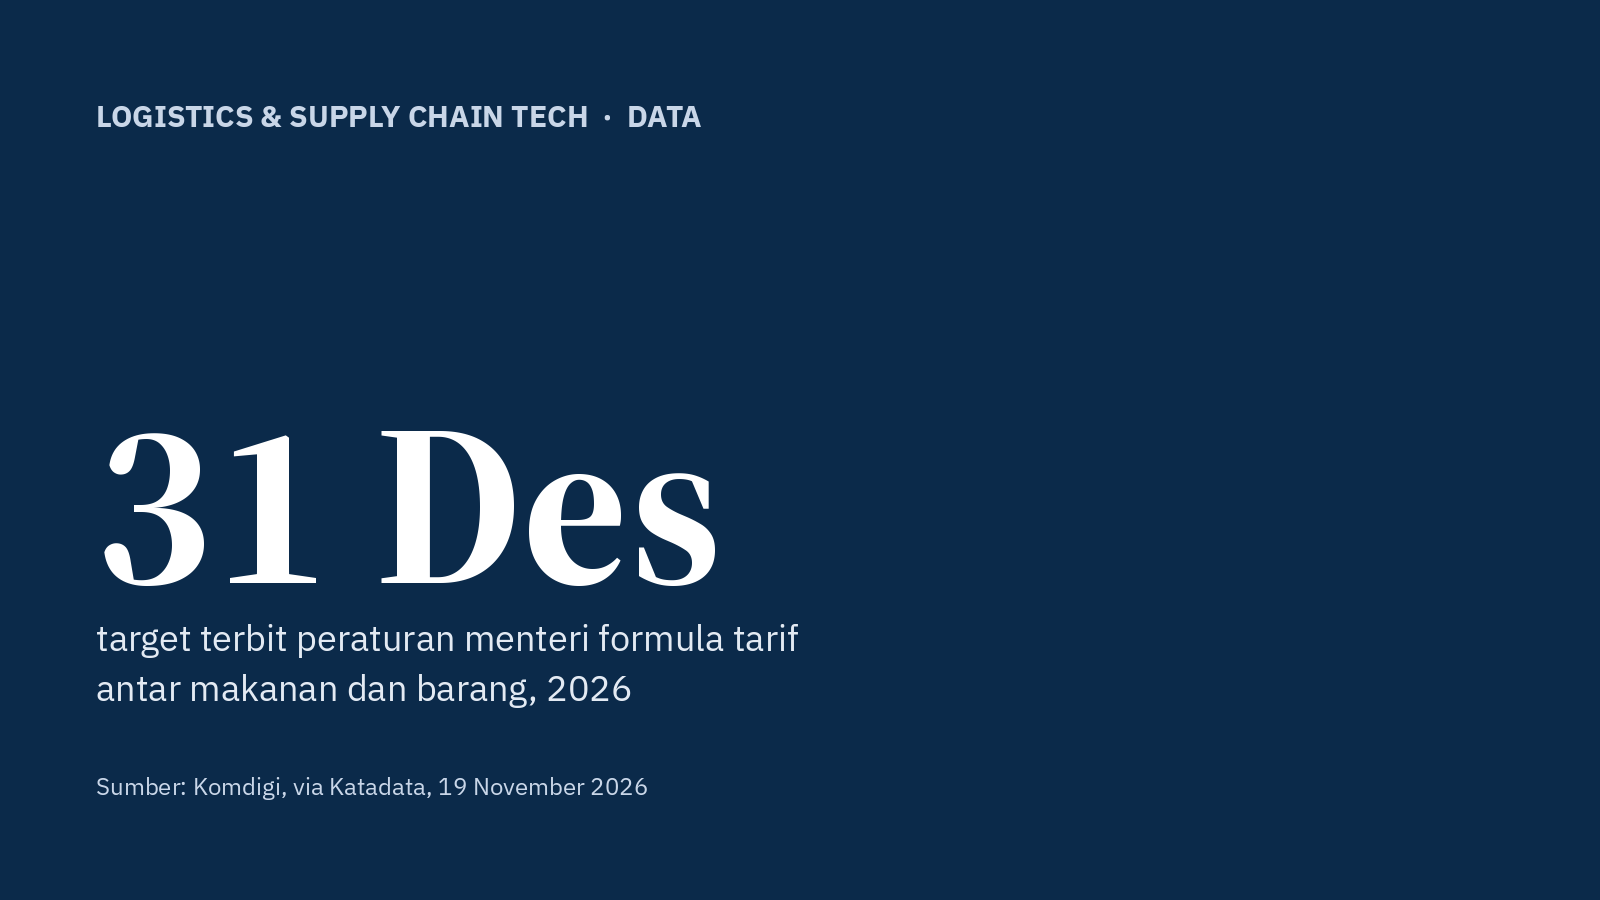 LOGISTICS & SUPPLY CHAIN TECH · DATA
31 Des
target terbit peraturan menteri formula tarif
antar makanan dan barang, 2026
Sumber: Komdigi, via Katadata, 19 November 2026